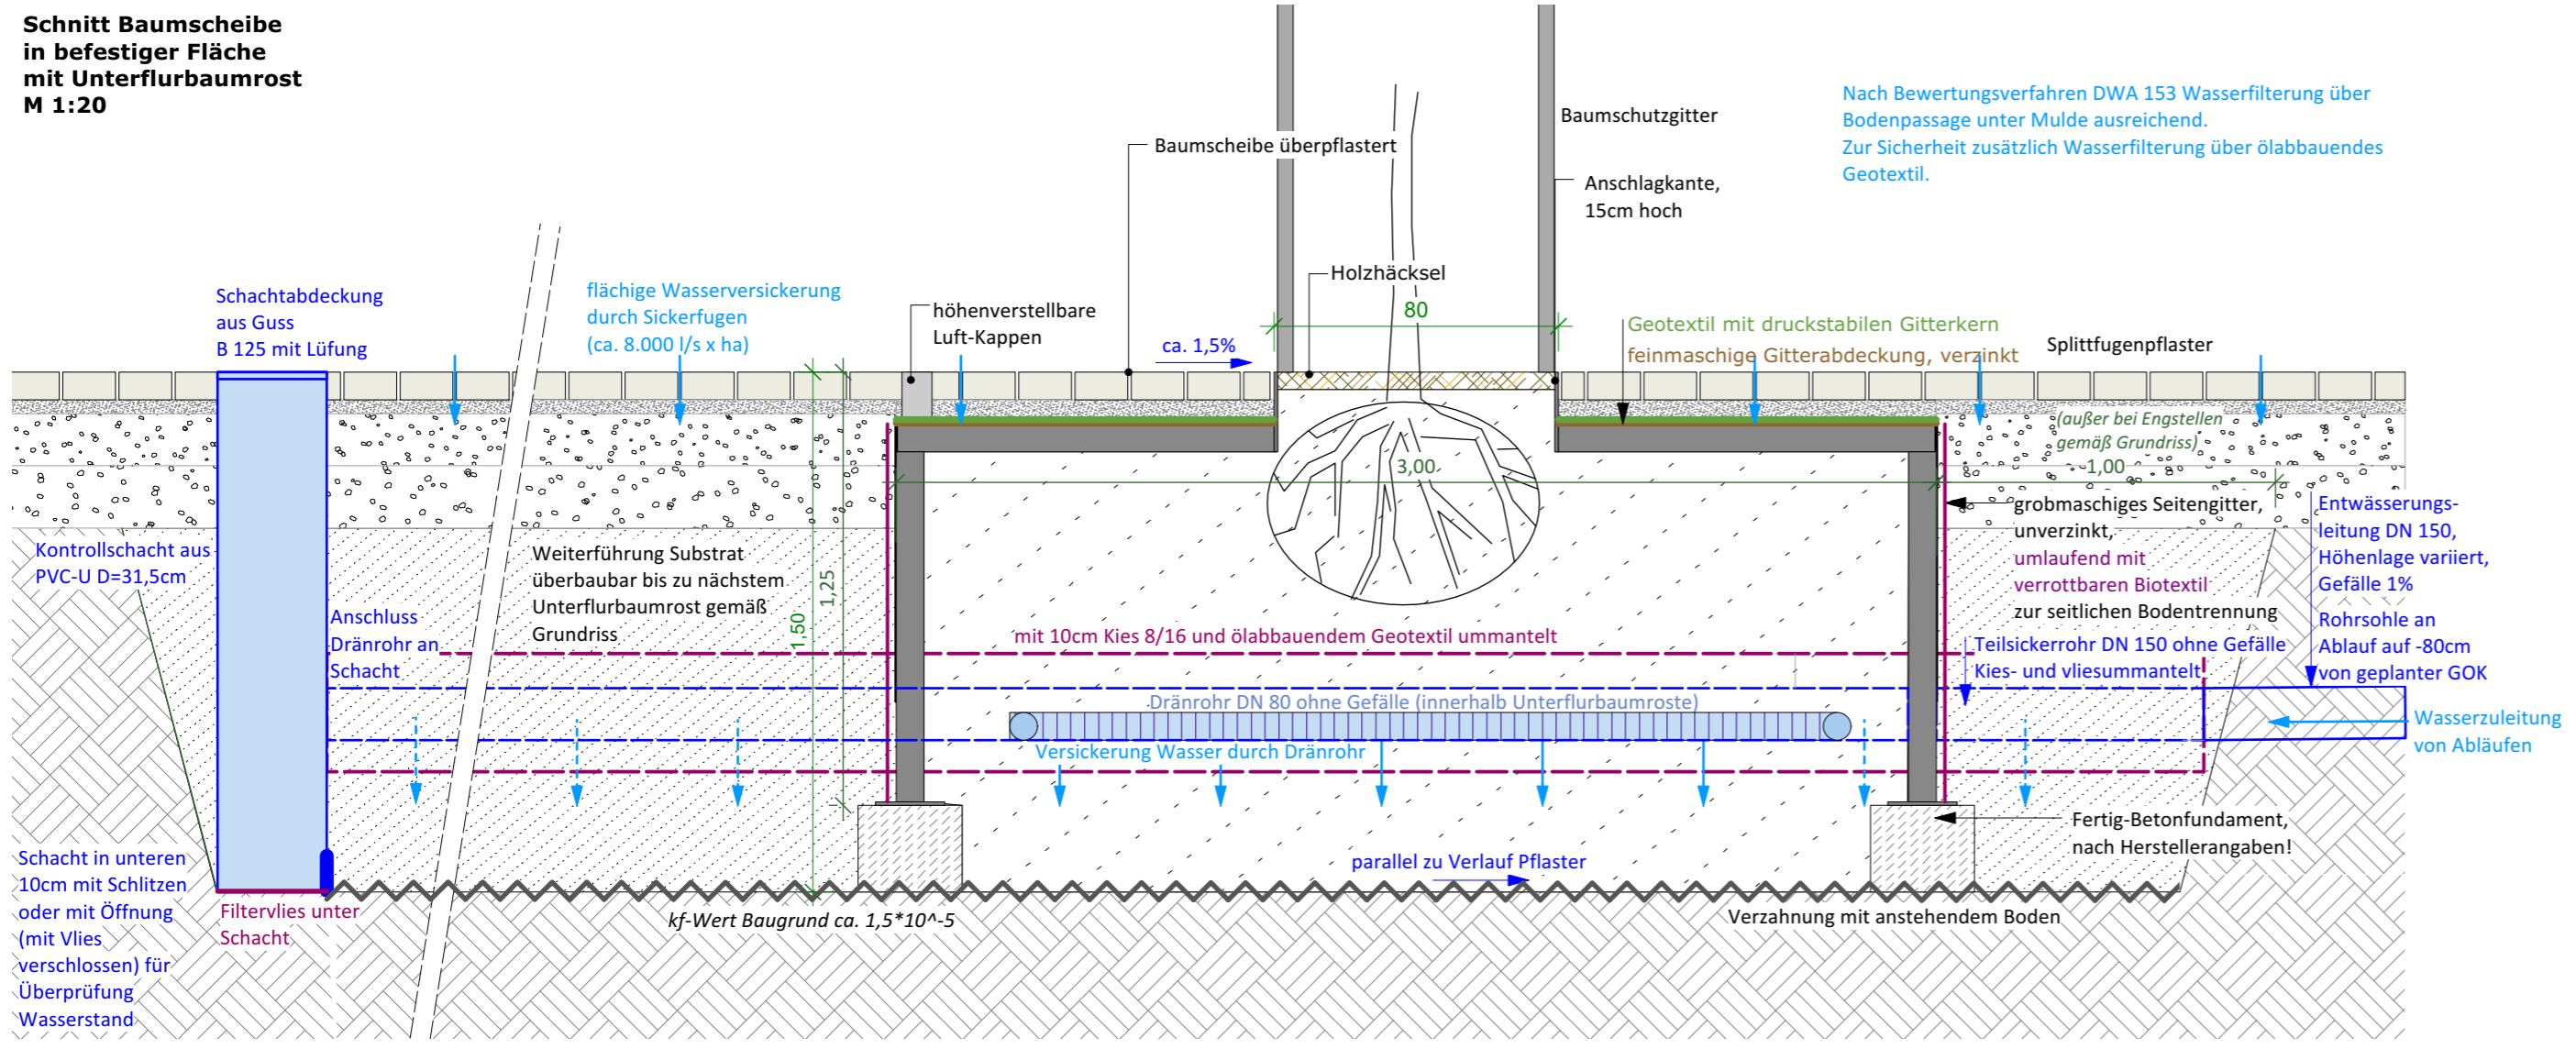 Schnitt Baumscheibe
in befestiger Fläche
mit Unterflurbaumrost
M 1:20
Nach Bewertungsverfahren DWA 153 Wasserfilterung über
Bodenpassage unter Mulde ausreichend.
Zur Sicherheit zusätzlich Wasserfilterung über ölabbauendes
Geotextil.
Baumschutzgitter
Baumscheibe überpflastert
Anschlagkante,
15cm hoch
Holzhäcksel
80
Schachtabdeckung
aus Guss
B 125 mit Lüfung
flächige Wasserversickerung
durch Sickerfugen
(ca. 8.000 l/s x ha)
höhenverstellbare
Luft-Kappen
ca. 1,5%
Geotextil mit druckstabilen Gitterkern
feinmaschige Gitterabdeckung, verzinkt
Splittfugenpflaster
(außer bei Engstellen
gemäß Grundriss)
1,00
3,00
grobmaschiges Seitengitter,
unverzinkt,
umlaufend mit
verrottbaren Biotextil
zur seitlichen Bodentrennung
Entwässerungs-
leitung DN 150,
Höhenlage variiert,
Gefälle 1%
Rohrsohle an
Ablauf auf -80cm
von geplanter GOK
Kontrollschacht aus
PVC-U D=31,5cm
Weiterführung Substrat
überbaubar bis zu nächstem
Unterflurbaumrost gemäß
Grundriss
1,50
1,25
Anschluss
Dränrohr an
Schacht
mit 10cm Kies 8/16 und ölabbauendem Geotextil ummantelt
Teilsickerrohr DN 150 ohne Gefälle
Kies- und vliesummantelt
Dränrohr DN 80 ohne Gefälle (innerhalb Unterflurbaumroste)
Versickerung Wasser durch Dränrohr
Wasserzuleitung
von Abläufen
Fertig-Betonfundament,
nach Herstellerangaben!
parallel zu Verlauf Pflaster
Schacht in unteren
10cm mit Schlitzen
oder mit Öffnung
(mit Vlies
verschlossen) für
Überprüfung
Wasserstand
Filtervlies unter
Schacht
kf-Wert Baugrund ca. 1,5*10^-5
Verzahnung mit anstehendem Boden